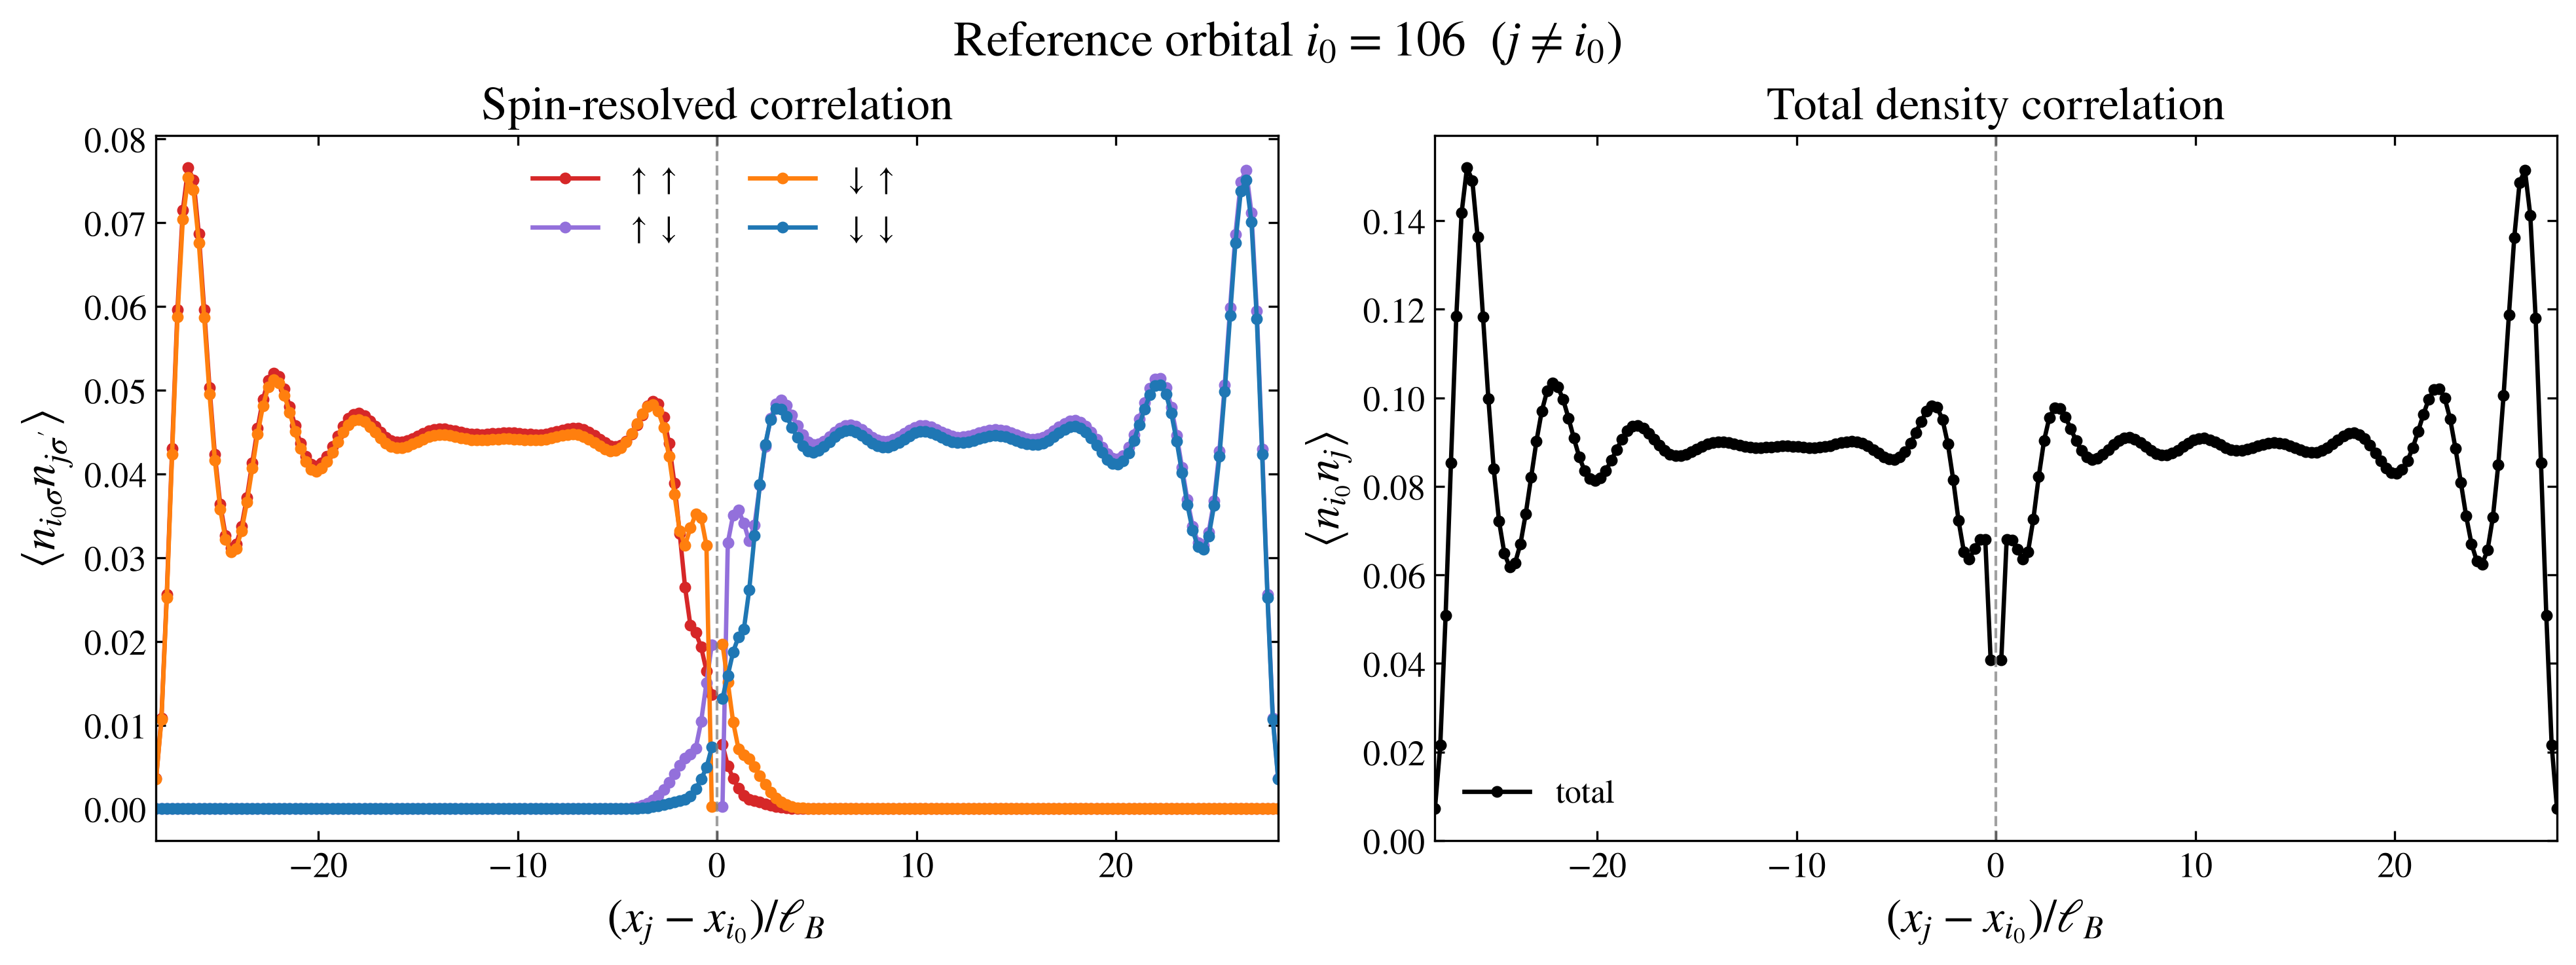 Reference orbital i₀ = 106 (j ≠ i₀)
Spin-resolved correlation
⟨n_{i₀σ} n_{jσ′}⟩
0.08
0.07
0.06
0.05
0.04
0.03
0.02
0.01
0.00
↑ ↑
↑ ↓
↓ ↑
↓ ↓
−20 −10 0 10 20
(x_j − x_{i₀})/ℓ_B
Total density correlation
⟨n_{i₀} n_j⟩
0.14
0.12
0.10
0.08
0.06
0.04
0.02
0.00
total
−20 −10 0 10 20
(x_j − x_{i₀})/ℓ_B